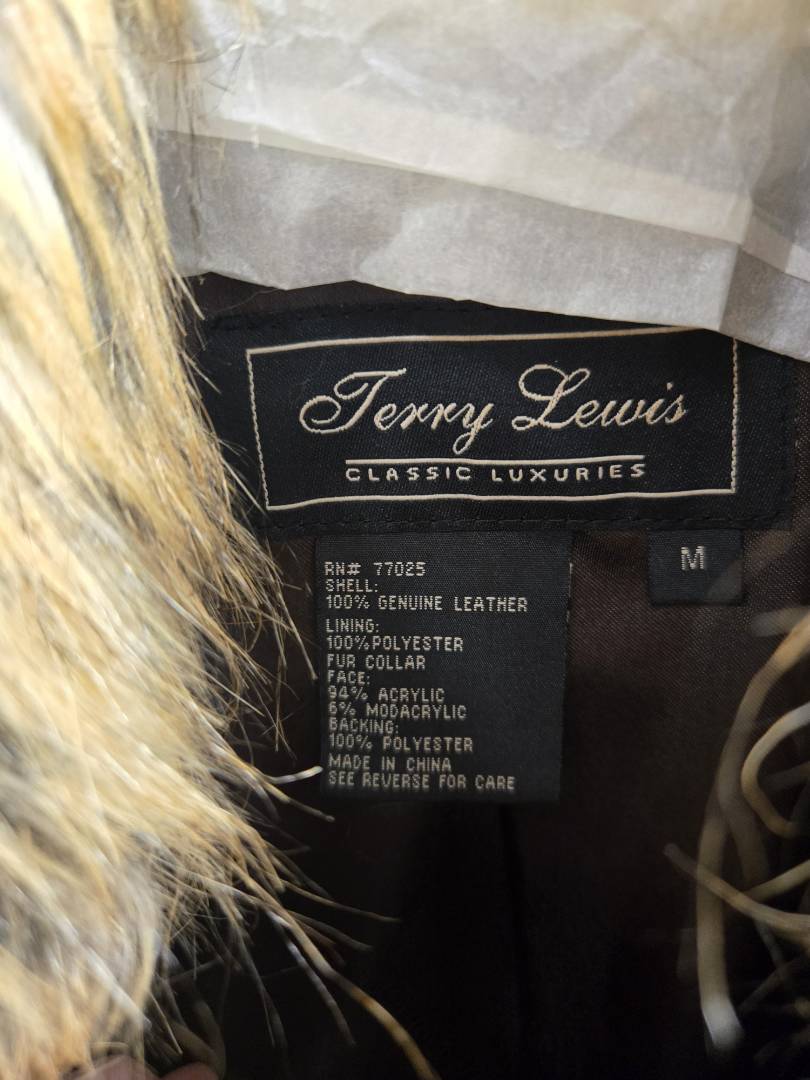 Terry Lewis
CLASSIC LUXURIES
M
RN# 77025
SHELL:
100% GENUINE LEATHER
LINING:
100%POLYESTER
FUR COLLAR
FACE:
94% ACRYLIC
6% MODACRYLIC
BACKING:
100% POLYESTER
MADE IN CHINA
SEE REVERSE FOR CARE